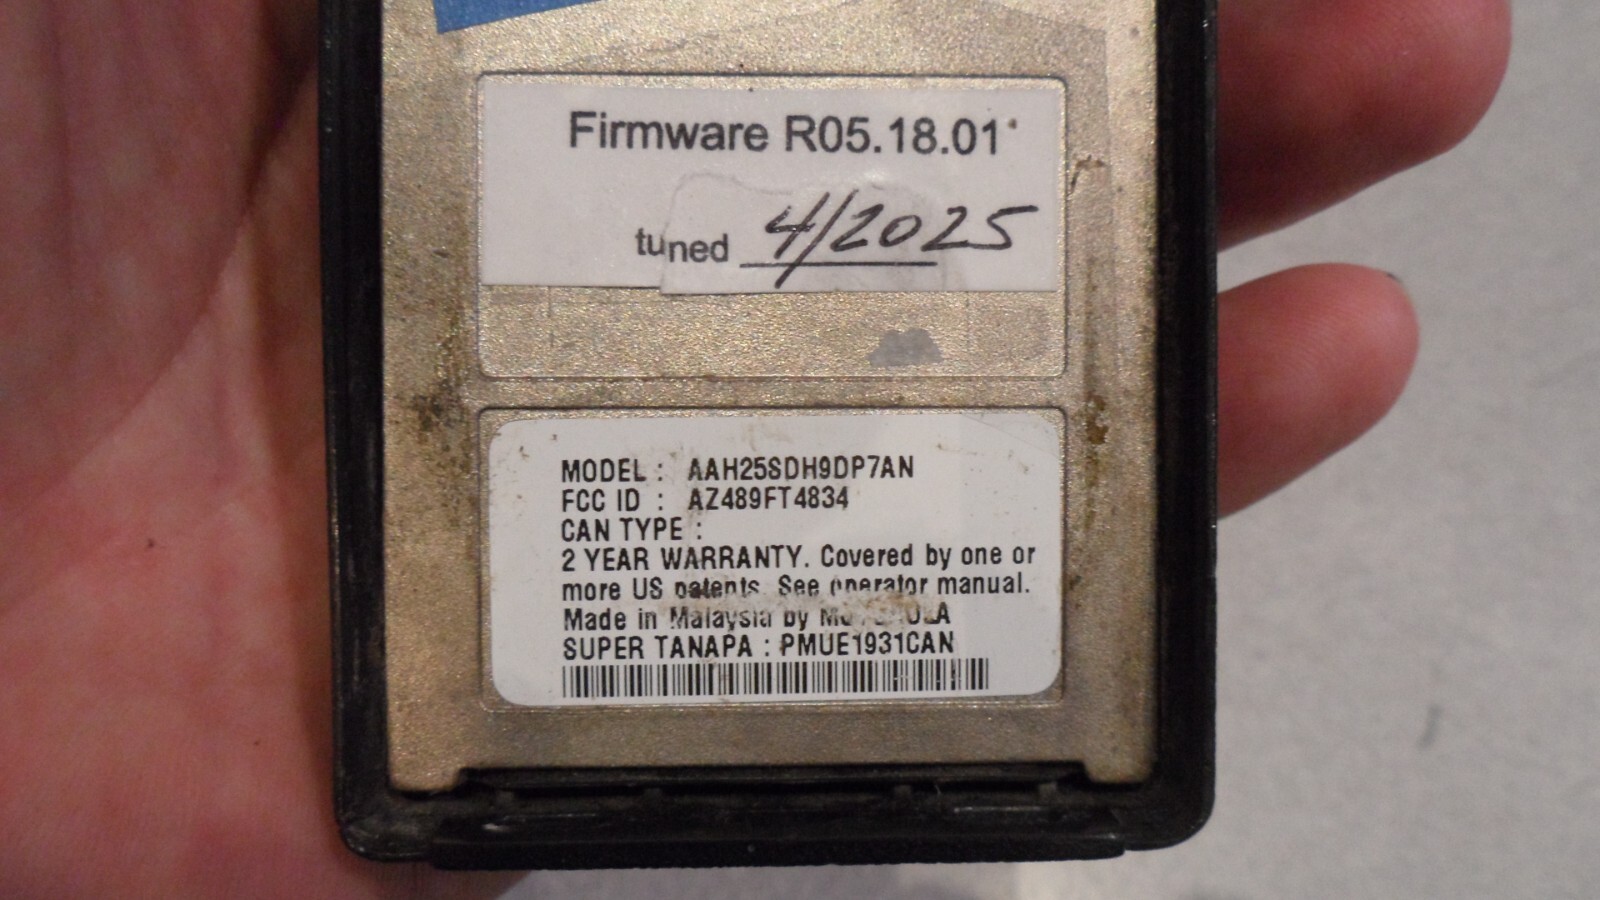 Firmware R05.18.01
tuned 4/2025
MODEL : AAH25SDH9DP7AN
FCC ID : AZ489FT4834
CAN TYPE :
2 YEAR WARRANTY. Covered by one or
more US patents. See operator manual.
Made in Malaysia by MOTOROLA
SUPER TANAPA : PMUE1931CAN